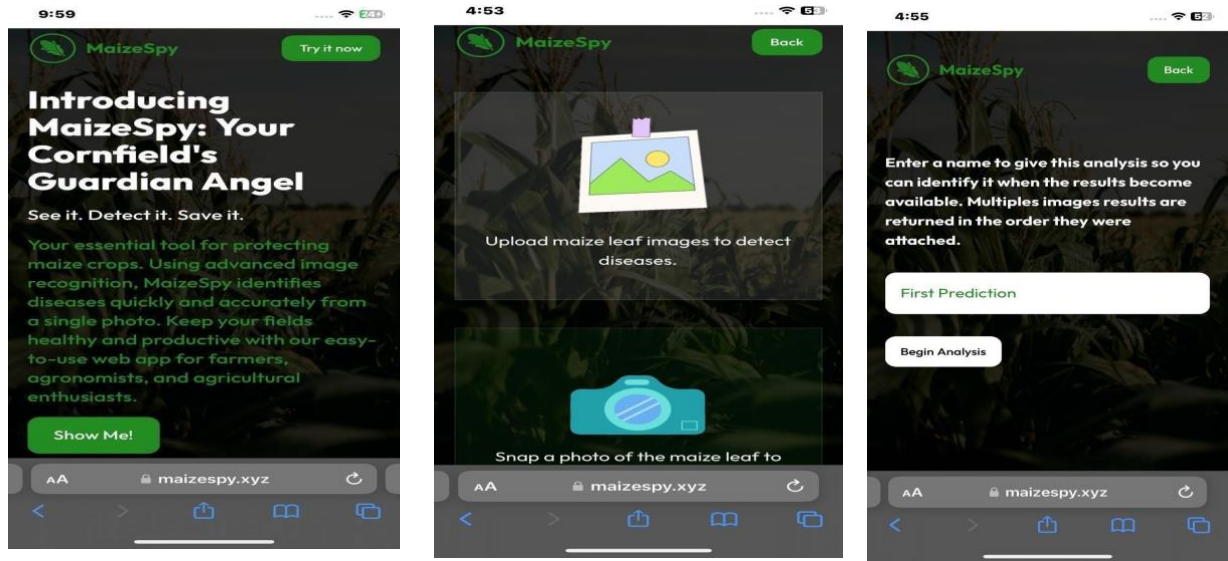 9:59
24+
MaizeSpy
Try it now
Introducing
MaizeSpy: Your
Cornfield's
Guardian Angel
See it. Detect it. Save it.
Your essential tool for protecting
maize crops. Using advanced image
recognition, MaizeSpy identifies
diseases quickly and accurately from
a single photo. Keep your fields
healthy and productive with our easy-
to-use web app for farmers,
agronomists, and agricultural
enthusiasts.
Show Me!
AA
maizespy.xyz
4:53
MaizeSpy
Back
Upload maize leaf images to detect
diseases.
Snap a photo of the maize leaf to
AA
maizespy.xyz
4:55
MaizeSpy
Back
Enter a name to give this analysis so you
can identify it when the results become
available. Multiples images results are
returned in the order they were
attached.
First Prediction
Begin Analysis
AA
maizespy.xyz